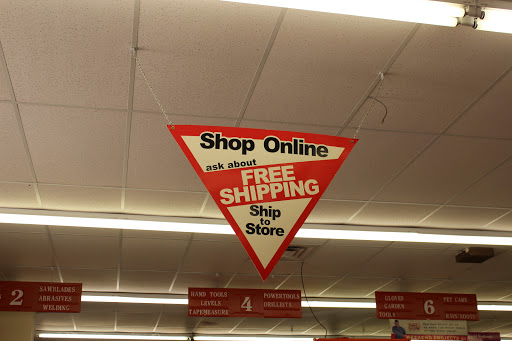 Shop Online
ask about
FREE
SHIPPING
Ship
to
Store
2
SAWBLADES
ABRASIVES
WELDING
HAND TOOLS
LEVELS
TAPEMEASURE
4
POWERTOOLS
DRILLBITS
GLOVES
GARDEN
TOOLS
6
PET CARE